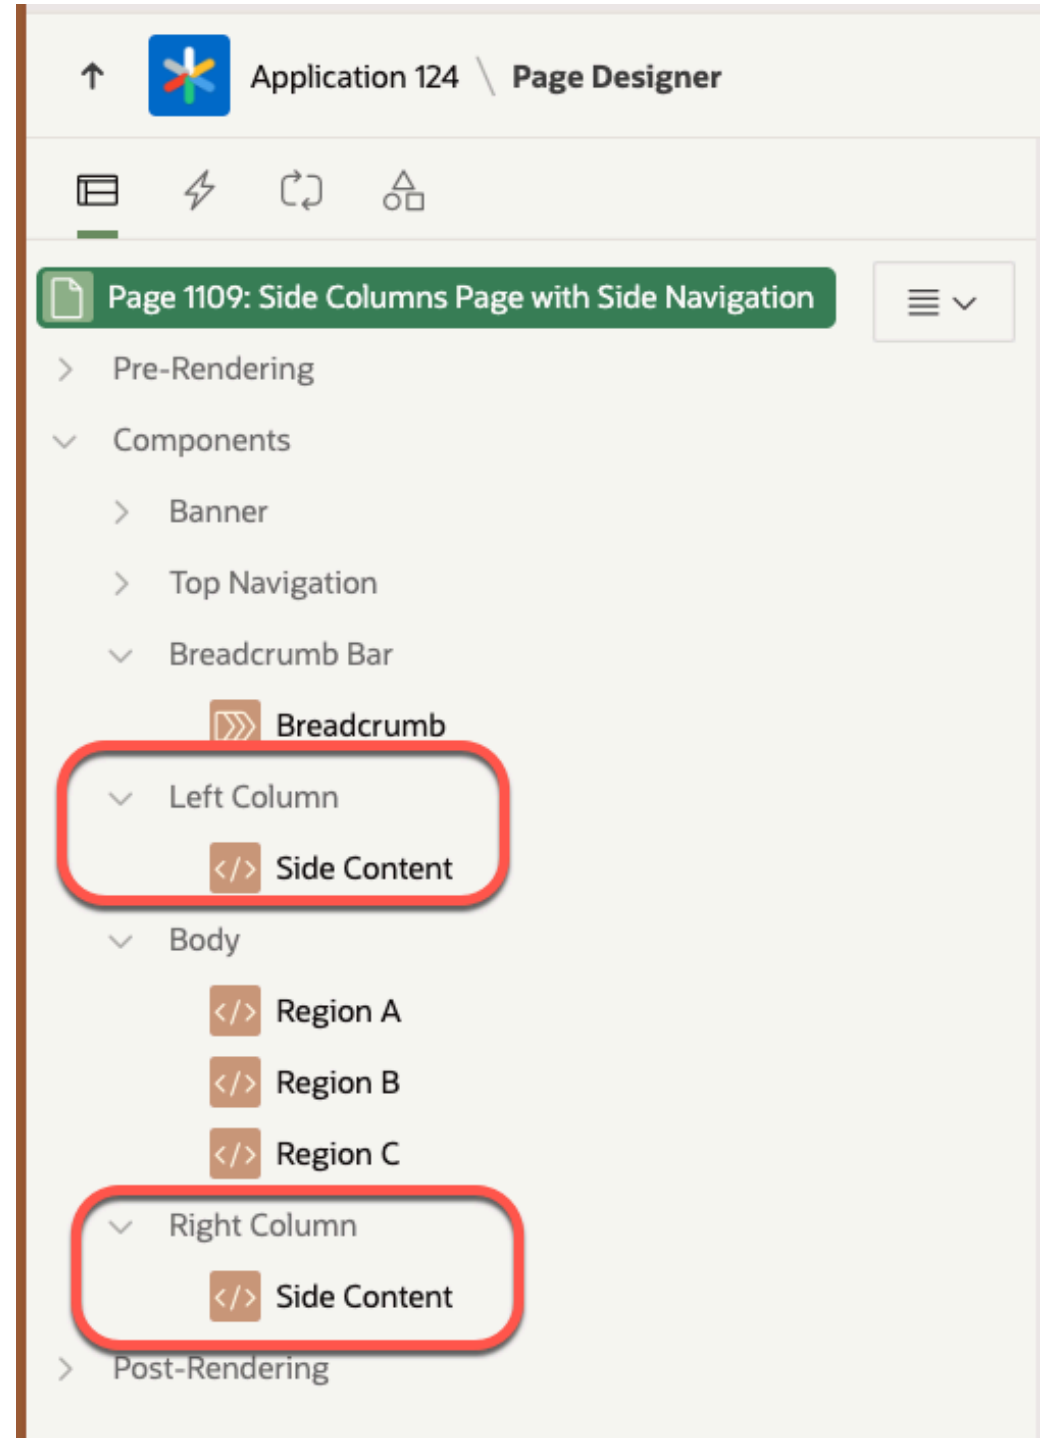 Application 124 \ Page Designer
Page 1109: Side Columns Page with Side Navigation
Pre-Rendering
Components
Banner
Top Navigation
Breadcrumb Bar
Breadcrumb
Left Column
</> Side Content
Body
</> Region A
</> Region B
</> Region C
Right Column
</> Side Content
Post-Rendering